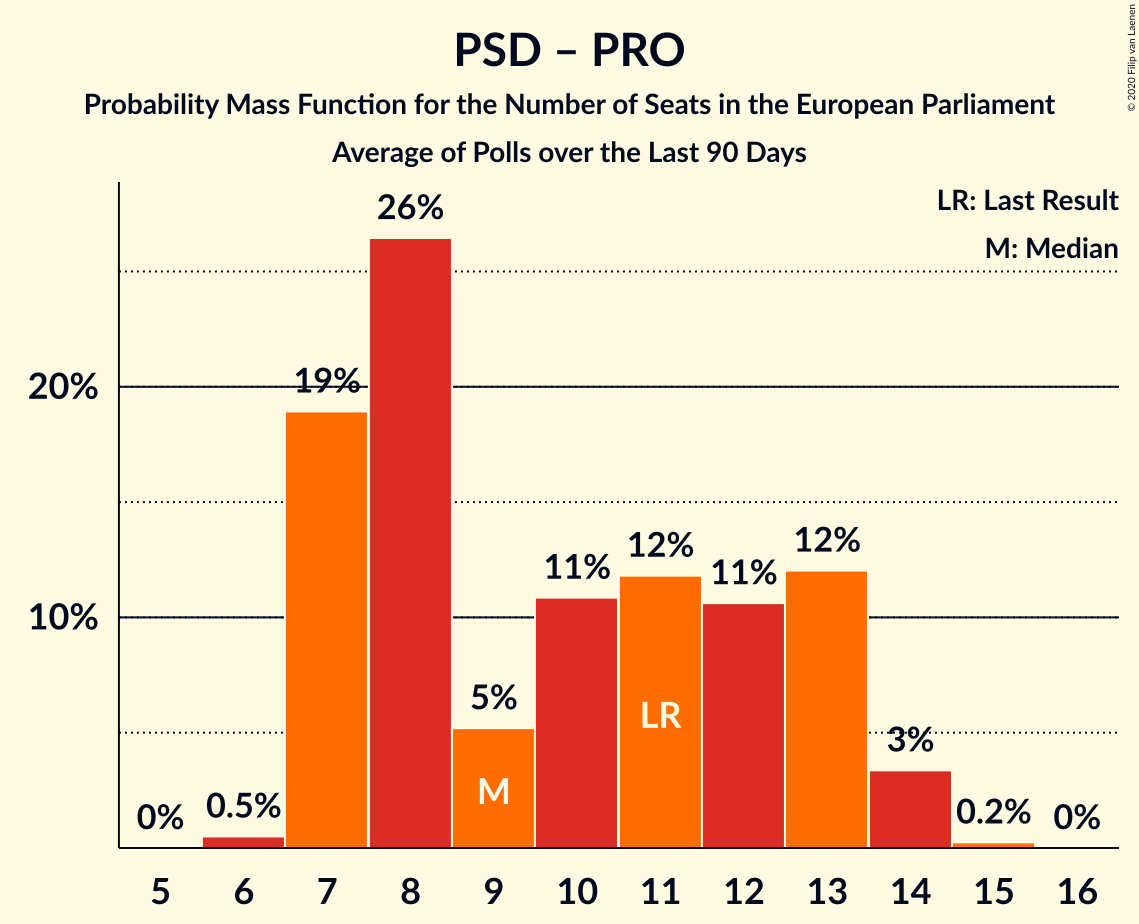 PSD – PRO
Probability Mass Function for the Number of Seats in the European Parliament
Average of Polls over the Last 90 Days
© 2020 Filip van Laenen
LR: Last Result
M: Median
26%
20%
19%
12%
12%
11%
11%
10%
5%
LR
3%
M
0%
0.5%
0.2%
0%
5 6 7 8 9 10 11 12 13 14 15 16